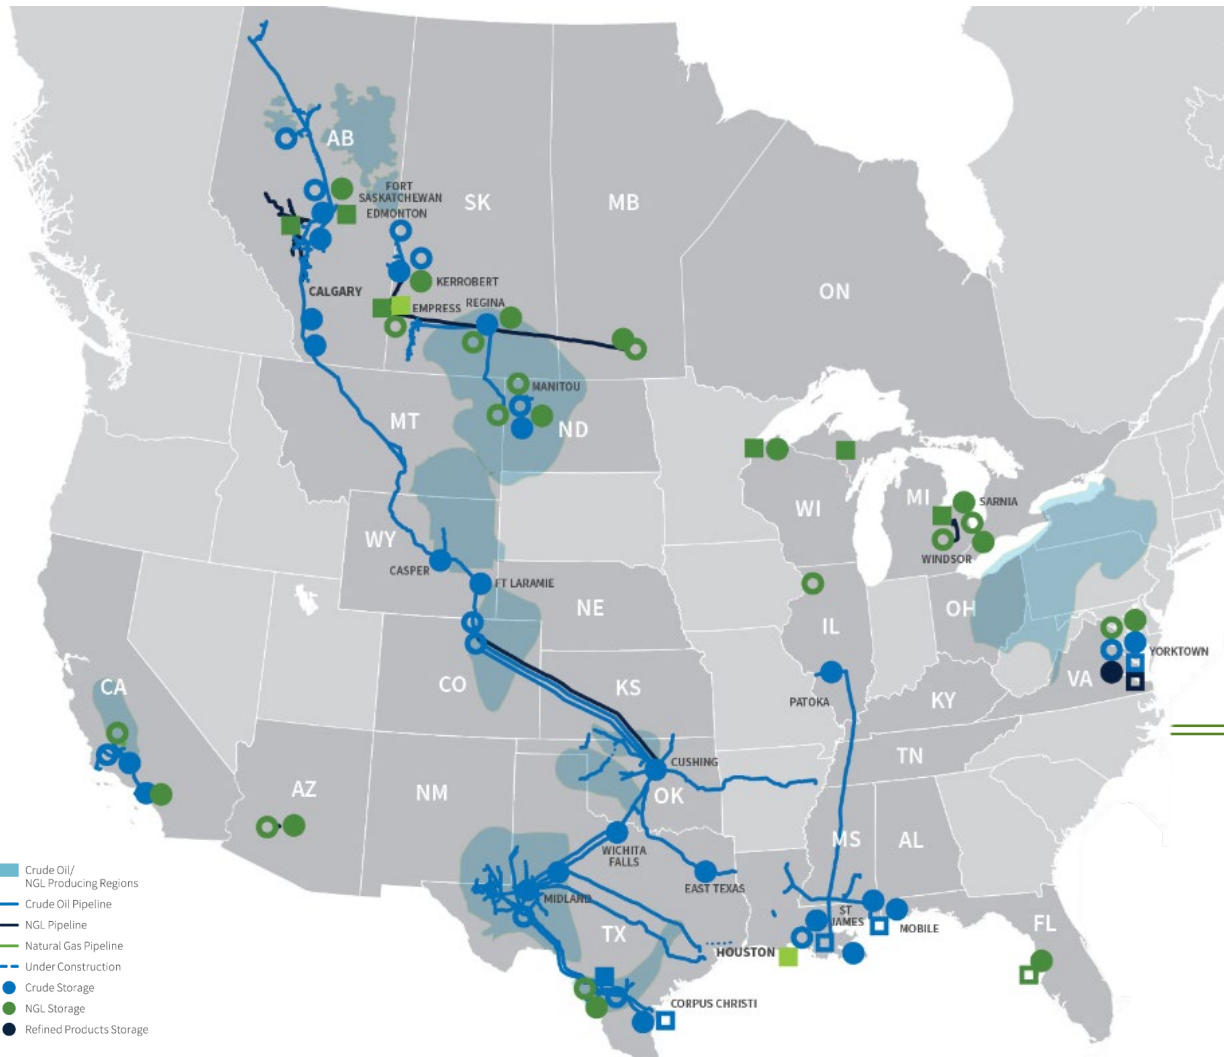 AB
FORT
SASKATCHEWAN
EDMONTON
SK
MB
CALGARY
KERROBERT
EMPRESS
REGINA
ON
MANITOU
MT
ND
WI
MI
SARNIA
WINDSOR
WY
CASPER
FT LARAMIE
NE
IL
OH
YORKTOWN
VA
CA
CO
KS
PATOKA
KY
CUSHING
TN
AZ
NM
OK
MS
AL
WICHITA
FALLS
EAST TEXAS
MIDLAND
ST
JAMES
MOBILE
FL
TX
HOUSTON
CORPUS CHRISTI
Crude Oil/
NGL Producing Regions
Crude Oil Pipeline
NGL Pipeline
Natural Gas Pipeline
Under Construction
Crude Storage
NGL Storage
Refined Products Storage